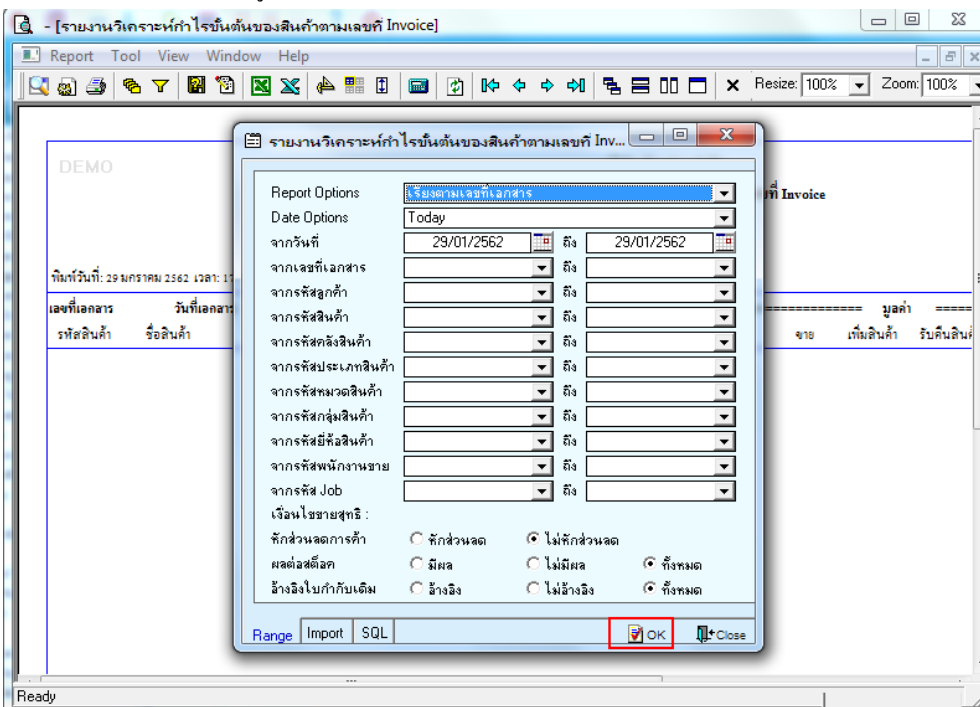 - [รายงานวิเคราะห์กำไรขั้นต้นของสินค้าตามเลขที่ Invoice]
Report Tool View Window Help
Resize: 100% Zoom: 100%
รายงานวิเคราะห์กำไรขั้นต้นของสินค้าตามเลขที่ Inv...
DEMO
ที่ Invoice
พิมพ์วันที่: 29 มกราคม 2562 เวลา: 1
เลขที่เอกสาร วันที่เอกสาร ============ มูลค่า =====
รหัสสินค้า ชื่อสินค้า ขาย เพิ่มสินค้า รับคืนสินค้
Report Options เรียงตามเลขที่เอกสาร
Date Options Today
จากวันที่ 29/01/2562 ถึง 29/01/2562
จากเลขที่เอกสาร ถึง
จากรหัสลูกค้า ถึง
จากรหัสสินค้า ถึง
จากรหัสคลังสินค้า ถึง
จากรหัสประเภทสินค้า ถึง
จากรหัสหมวดสินค้า ถึง
จากรหัสกลุ่มสินค้า ถึง
จากรหัสยี่ห้อสินค้า ถึง
จากรหัสพนักงานขาย ถึง
จากรหัส Job ถึง
เงื่อนไขขายสุทธิ :
หักส่วนลดการค้า หักส่วนลด ไม่หักส่วนลด
ผลต่อสต็อค มีผล ไม่มีผล ทั้งหมด
อ้างอิงใบกำกับเดิม อ้างอิง ไม่อ้างอิง ทั้งหมด
Range Import SQL OK Close
Ready